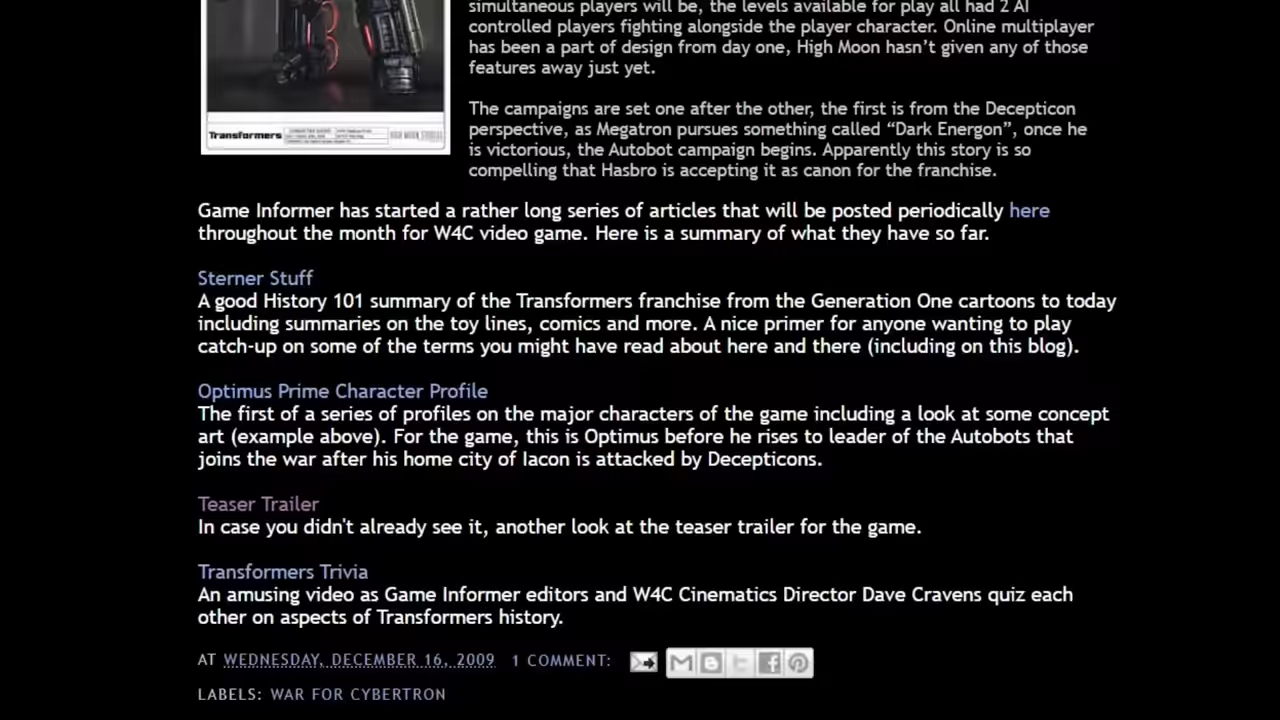 simultaneous players will be, the levels available for play all had 2 AI
controlled players fighting alongside the player character. Online multiplayer
has been a part of design from day one, High Moon hasn’t given any of those
features away just yet.
The campaigns are set one after the other, the first is from the Decepticon
perspective, as Megatron pursues something called “Dark Energon”, once he
is victorious, the Autobot campaign begins. Apparently this story is so
compelling that Hasbro is accepting it as canon for the franchise.
Transformers
HIGH MOON STUDIOS
Game Informer has started a rather long series of articles that will be posted periodically here
throughout the month for W4C video game. Here is a summary of what they have so far.
Sterner Stuff
A good History 101 summary of the Transformers franchise from the Generation One cartoons to today
including summaries on the toy lines, comics and more. A nice primer for anyone wanting to play
catch-up on some of the terms you might have read about here and there (including on this blog).
Optimus Prime Character Profile
The first of a series of profiles on the major characters of the game including a look at some concept
art (example above). For the game, this is Optimus before he rises to leader of the Autobots that
joins the war after his home city of Iacon is attacked by Decepticons.
Teaser Trailer
In case you didn't already see it, another look at the teaser trailer for the game.
Transformers Trivia
An amusing video as Game Informer editors and W4C Cinematics Director Dave Cravens quiz each
other on aspects of Transformers history.
AT WEDNESDAY, DECEMBER 16, 2009 1 COMMENT:
LABELS: WAR FOR CYBERTRON